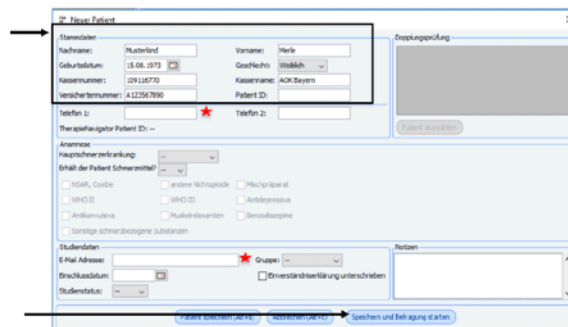 Neuer Patient
Stammdaten
Nachname: Musterkind Vorname: Merle
Geburtsdatum: 15.08.1973 Geschlecht: Weiblich
Kassennummer: 109116770 Kassenname: AOK Bayern
Versichertennummer: A123567890 Patient ID:
Telefon 1: Telefon 2:
TherapieNavigator Patient ID: --
Dopplungsprüfung
Patient auswählen
Anamnese
Hauptschmerzerkrankung: --
Erhält der Patient Schmerzmittel? --
NSAR, Coxibe andere Nichtopioide Mischpräparat
WHO II WHO III Antidepressiva
Antikonvulsiva Muskelrelaxantien Benzodiazepine
Sonstige schmerzbezogene Substanzen
Studiendaten
E-Mail Adresse: Gruppe: --
Einschlussdatum: Einverständniserklärung unterschrieben
Studienstatus: --
Notizen
Patient speichern (Alt+E) Abbrechen (Alt+C) Speichern und Befragung starten